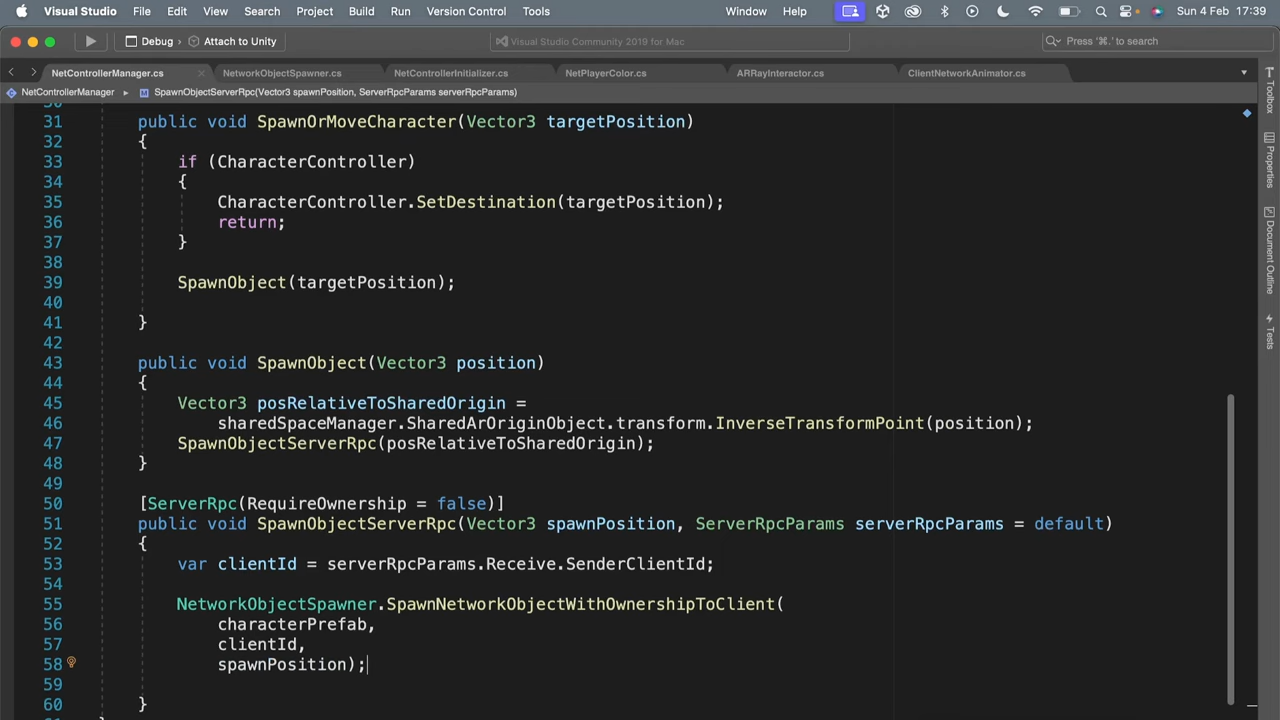 Visual Studio File Edit View Search Project Build Run Version Control Tools Window Help Sun 4 Feb 17:39
Debug › Attach to Unity Visual Studio Community 2019 for Mac Press '⌘.' to search
NetControllerManager.cs × NetworkObjectSpawner.cs NetControllerInitializer.cs NetPlayerColor.cs ARRayInteractor.cs ClientNetworkAnimator.cs
NetControllerManager ▸ M SpawnObjectServerRpc(Vector3 spawnPosition, ServerRpcParams serverRpcParams)
31 public void SpawnOrMoveCharacter(Vector3 targetPosition)
32 {
33 if (CharacterController)
34 {
35 CharacterController.SetDestination(targetPosition);
36 return;
37 }
38
39 SpawnObject(targetPosition);
40
41 }
42
43 public void SpawnObject(Vector3 position)
44 {
45 Vector3 posRelativeToSharedOrigin =
46 sharedSpaceManager.SharedArOriginObject.transform.InverseTransformPoint(position);
47 SpawnObjectServerRpc(posRelativeToSharedOrigin);
48 }
49
50 [ServerRpc(RequireOwnership = false)]
51 public void SpawnObjectServerRpc(Vector3 spawnPosition, ServerRpcParams serverRpcParams = default)
52 {
53 var clientId = serverRpcParams.Receive.SenderClientId;
54
55 NetworkObjectSpawner.SpawnNetworkObjectWithOwnershipToClient(
56 characterPrefab,
57 clientId,
58 spawnPosition);
59
60 }
Toolbox
Properties
Document Outline
Tests